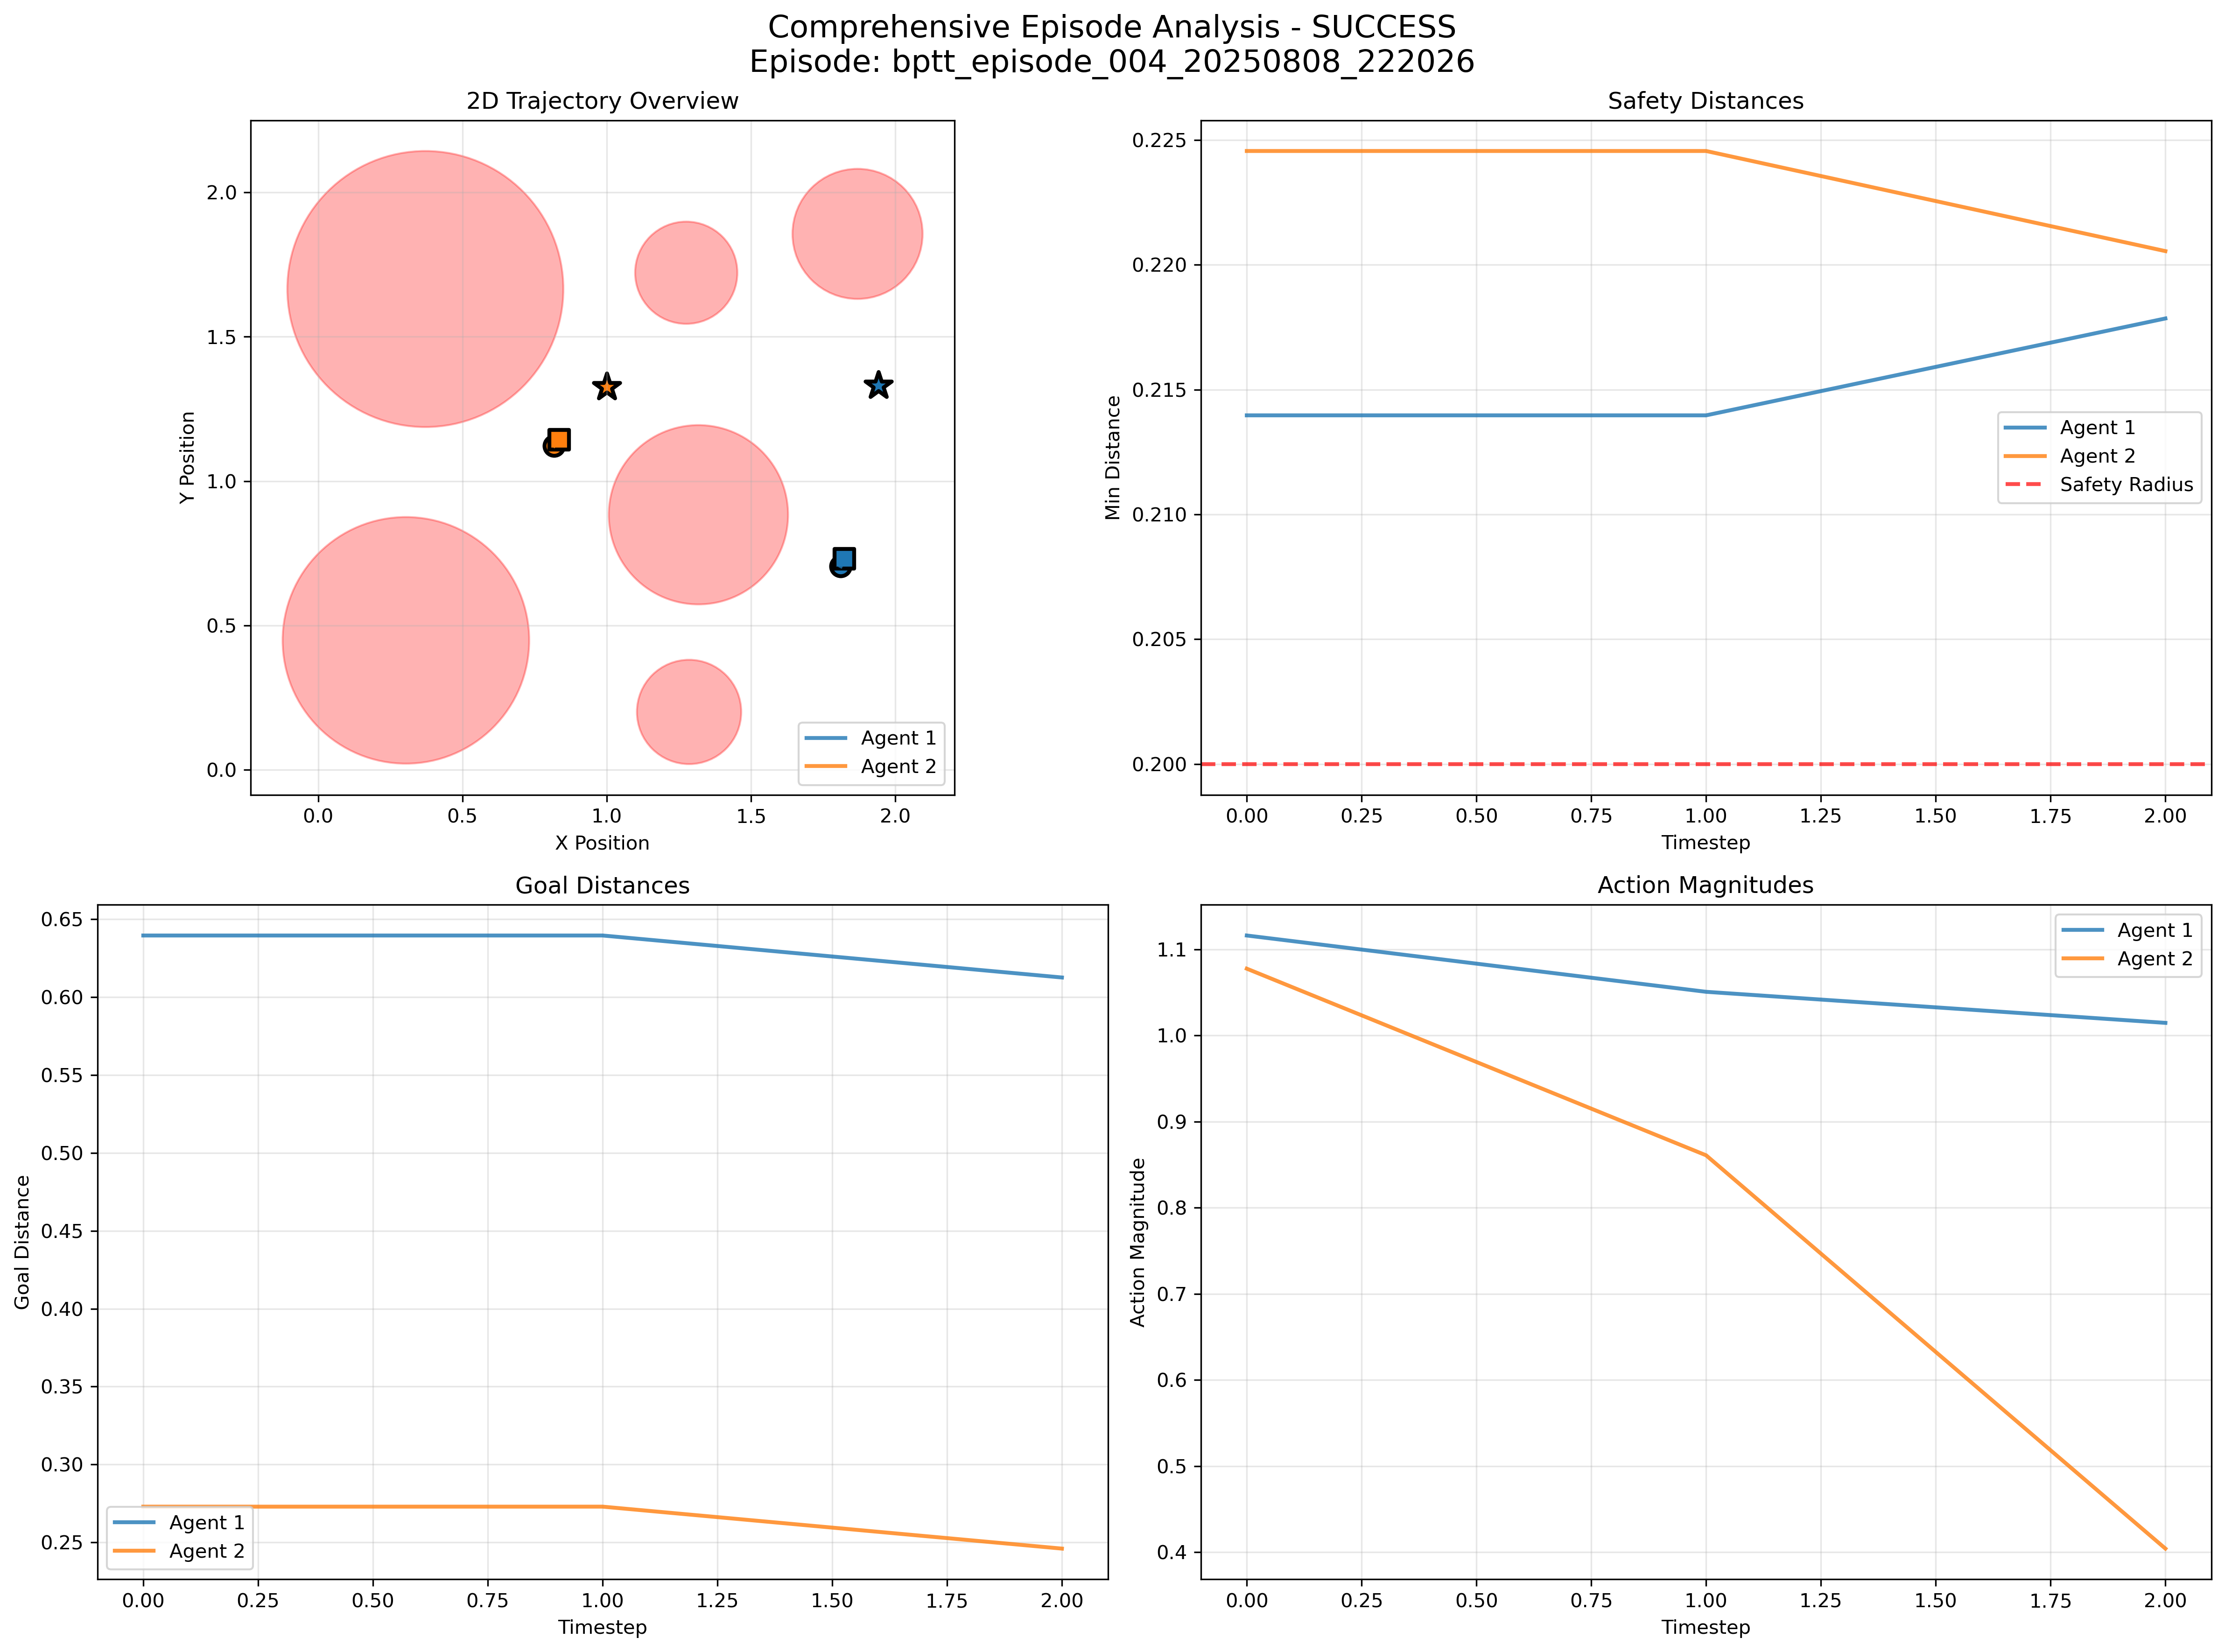 Comprehensive Episode Analysis - SUCCESS
Episode: bptt_episode_004_20250808_222026
2D Trajectory Overview
2.0
1.5
1.0
0.5
0.0
Y Position
0.0 0.5 1.0 1.5 2.0
X Position
Agent 1
Agent 2
Safety Distances
0.225
0.220
0.215
0.210
0.205
0.200
Min Distance
0.00 0.25 0.50 0.75 1.00 1.25 1.50 1.75 2.00
Timestep
Agent 1
Agent 2
Safety Radius
Goal Distances
0.65
0.60
0.55
0.50
0.45
0.40
0.35
0.30
0.25
Goal Distance
0.00 0.25 0.50 0.75 1.00 1.25 1.50 1.75 2.00
Timestep
Agent 1
Agent 2
Action Magnitudes
1.1
1.0
0.9
0.8
0.7
0.6
0.5
0.4
Action Magnitude
0.00 0.25 0.50 0.75 1.00 1.25 1.50 1.75 2.00
Timestep
Agent 1
Agent 2